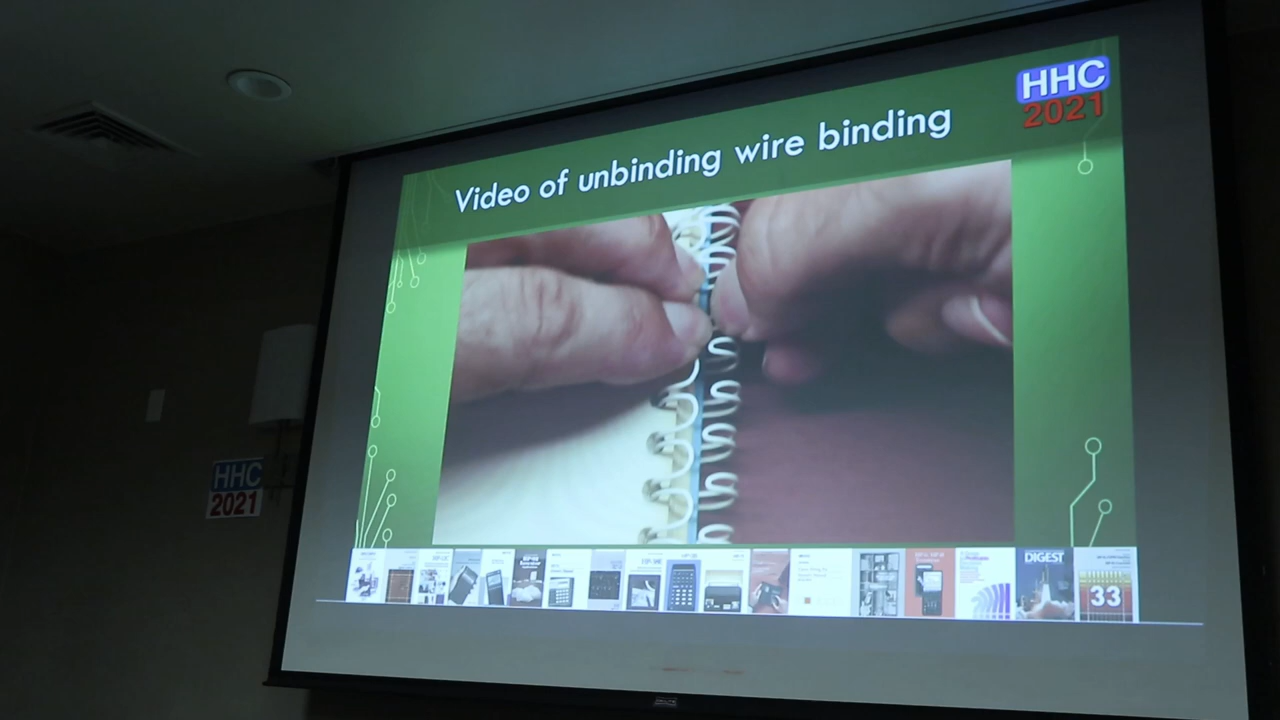 Video of unbinding wire binding
HHC
2021
HHC
2021
DIGEST
33